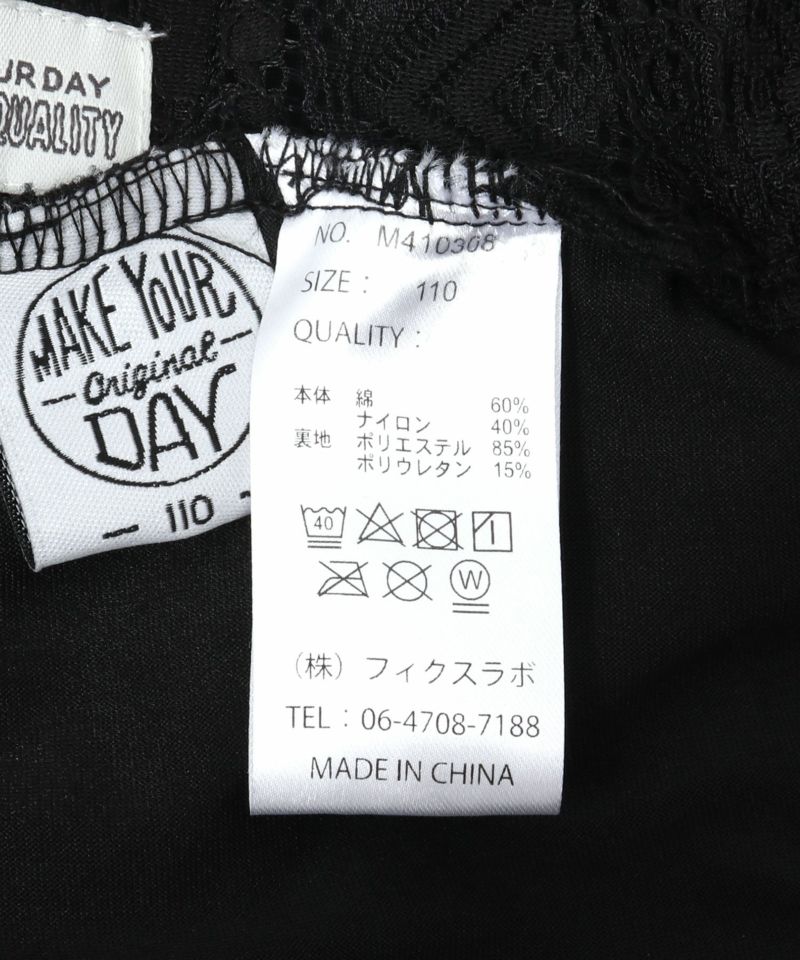 URDAY
QUALITY
MAKE YOUR
Original
DAY
110
NO. M410308
SIZE : 110
QUALITY :
本体 綿 60%
ナイロン 40%
裏地 ポリエステル 85%
ポリウレタン 15%
40
W
（株）フィクスラボ
TEL : 06-4708-7188
MADE IN CHINA